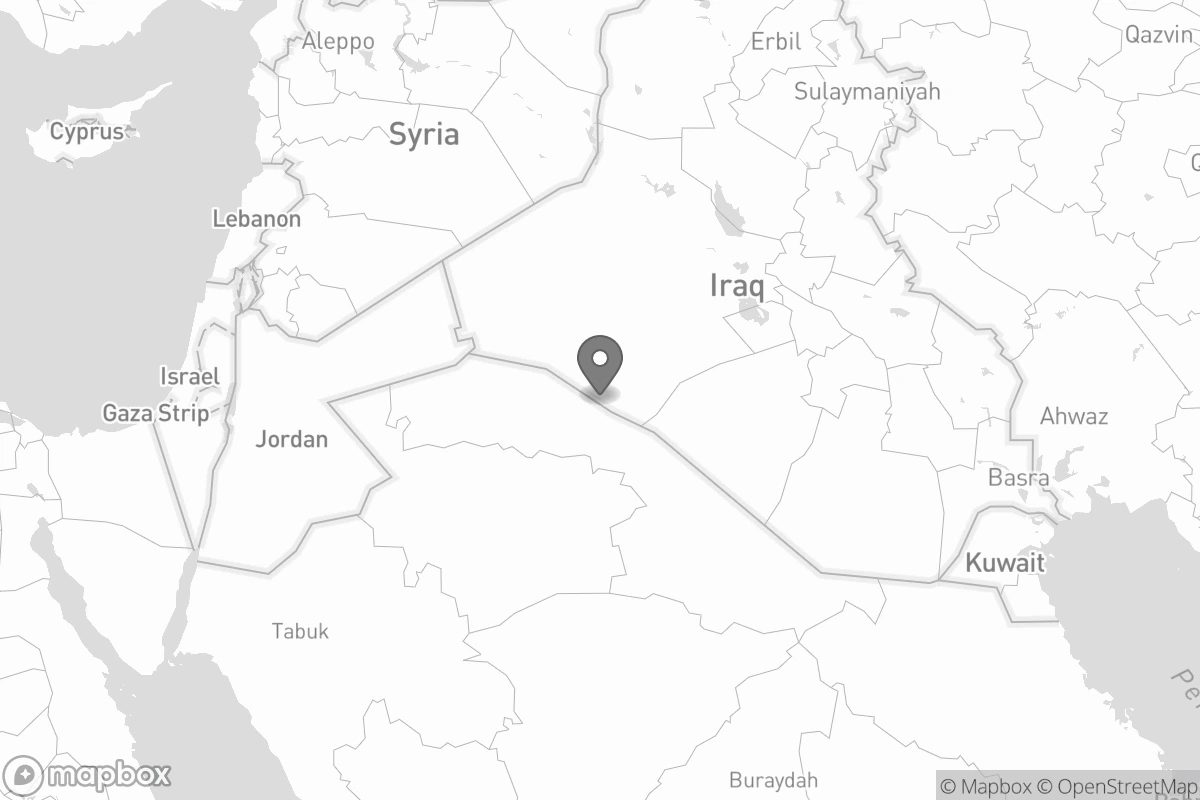 Qazvin
Aleppo
Erbil
Sulaymaniyah
Cyprus
Syria
Lebanon
Iraq
Israel
Gaza Strip
Jordan
Ahwaz
Basra
Kuwait
Tabuk
Buraydah
mapbox
© Mapbox © OpenStreetMap